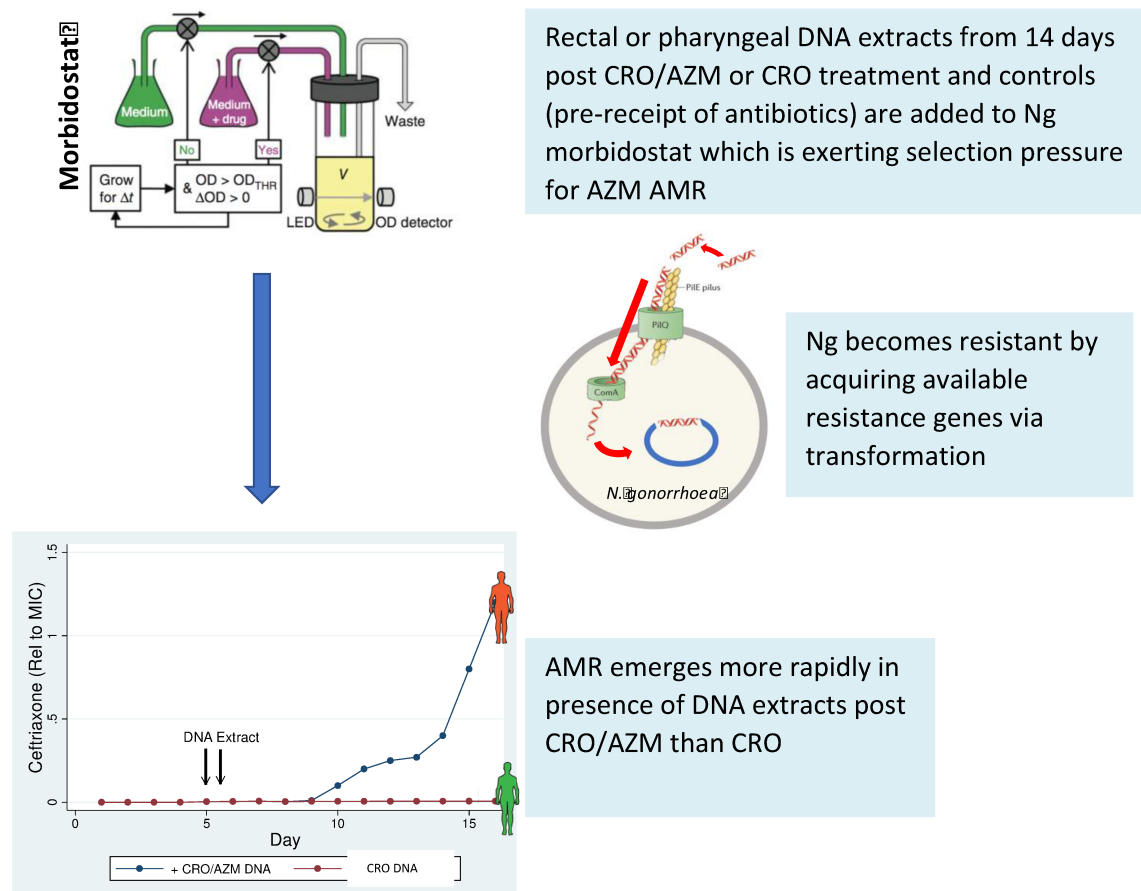 Morbidostat
Medium
Medium
+ drug
Waste
No
Yes
Grow
for Δt
& OD > ODTHR
ΔOD > 0
V
LED
OD detector
Rectal or pharyngeal DNA extracts from 14 days
post CRO/AZM or CRO treatment and controls
(pre-receipt of antibiotics) are added to Ng
morbidostat which is exerting selection pressure
for AZM AMR
PilE pilus
PilQ
ComA
N. gonorrhoea
Ng becomes resistant by
acquiring available
resistance genes via
transformation
Ceftriaxone (Rel to MIC)
1.5
1
.5
0
DNA Extract
0 5 10 15
Day
+ CRO/AZM DNA CRO DNA
AMR emerges more rapidly in
presence of DNA extracts post
CRO/AZM than CRO